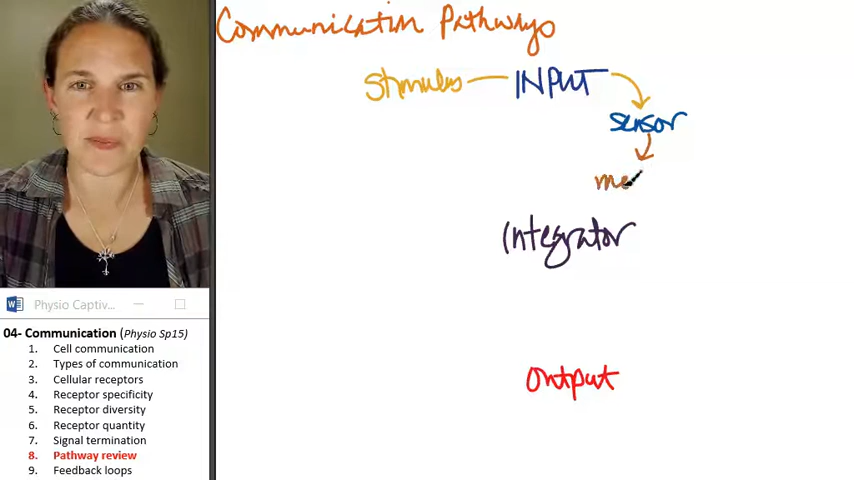 Communication Pathways
Stimulus — INPUT
sensor
me
Integrator
Output
Physio Captiv...
04- Communication (Physio Sp15)
1. Cell communication
2. Types of communication
3. Cellular receptors
4. Receptor specificity
5. Receptor diversity
6. Receptor quantity
7. Signal termination
8. Pathway review
9. Feedback loops